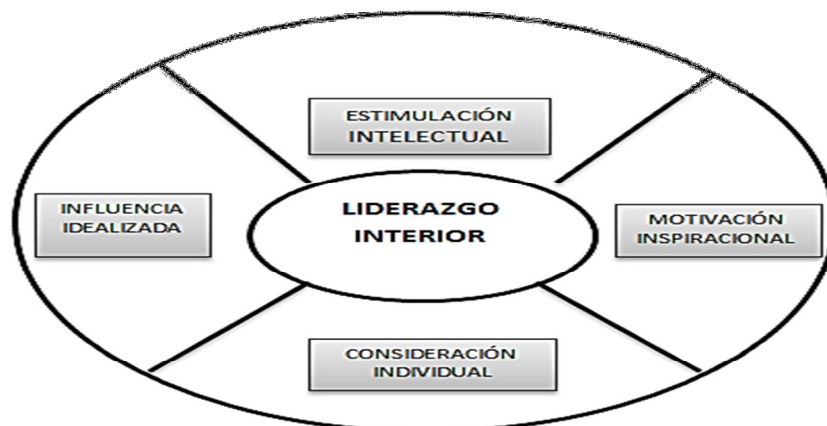 ESTIMULACIÓN
INTELECTUAL
INFLUENCIA
IDEALIZADA
LIDERAZGO
INTERIOR
MOTIVACIÓN
INSPIRACIONAL
CONSIDERACIÓN
INDIVIDUAL